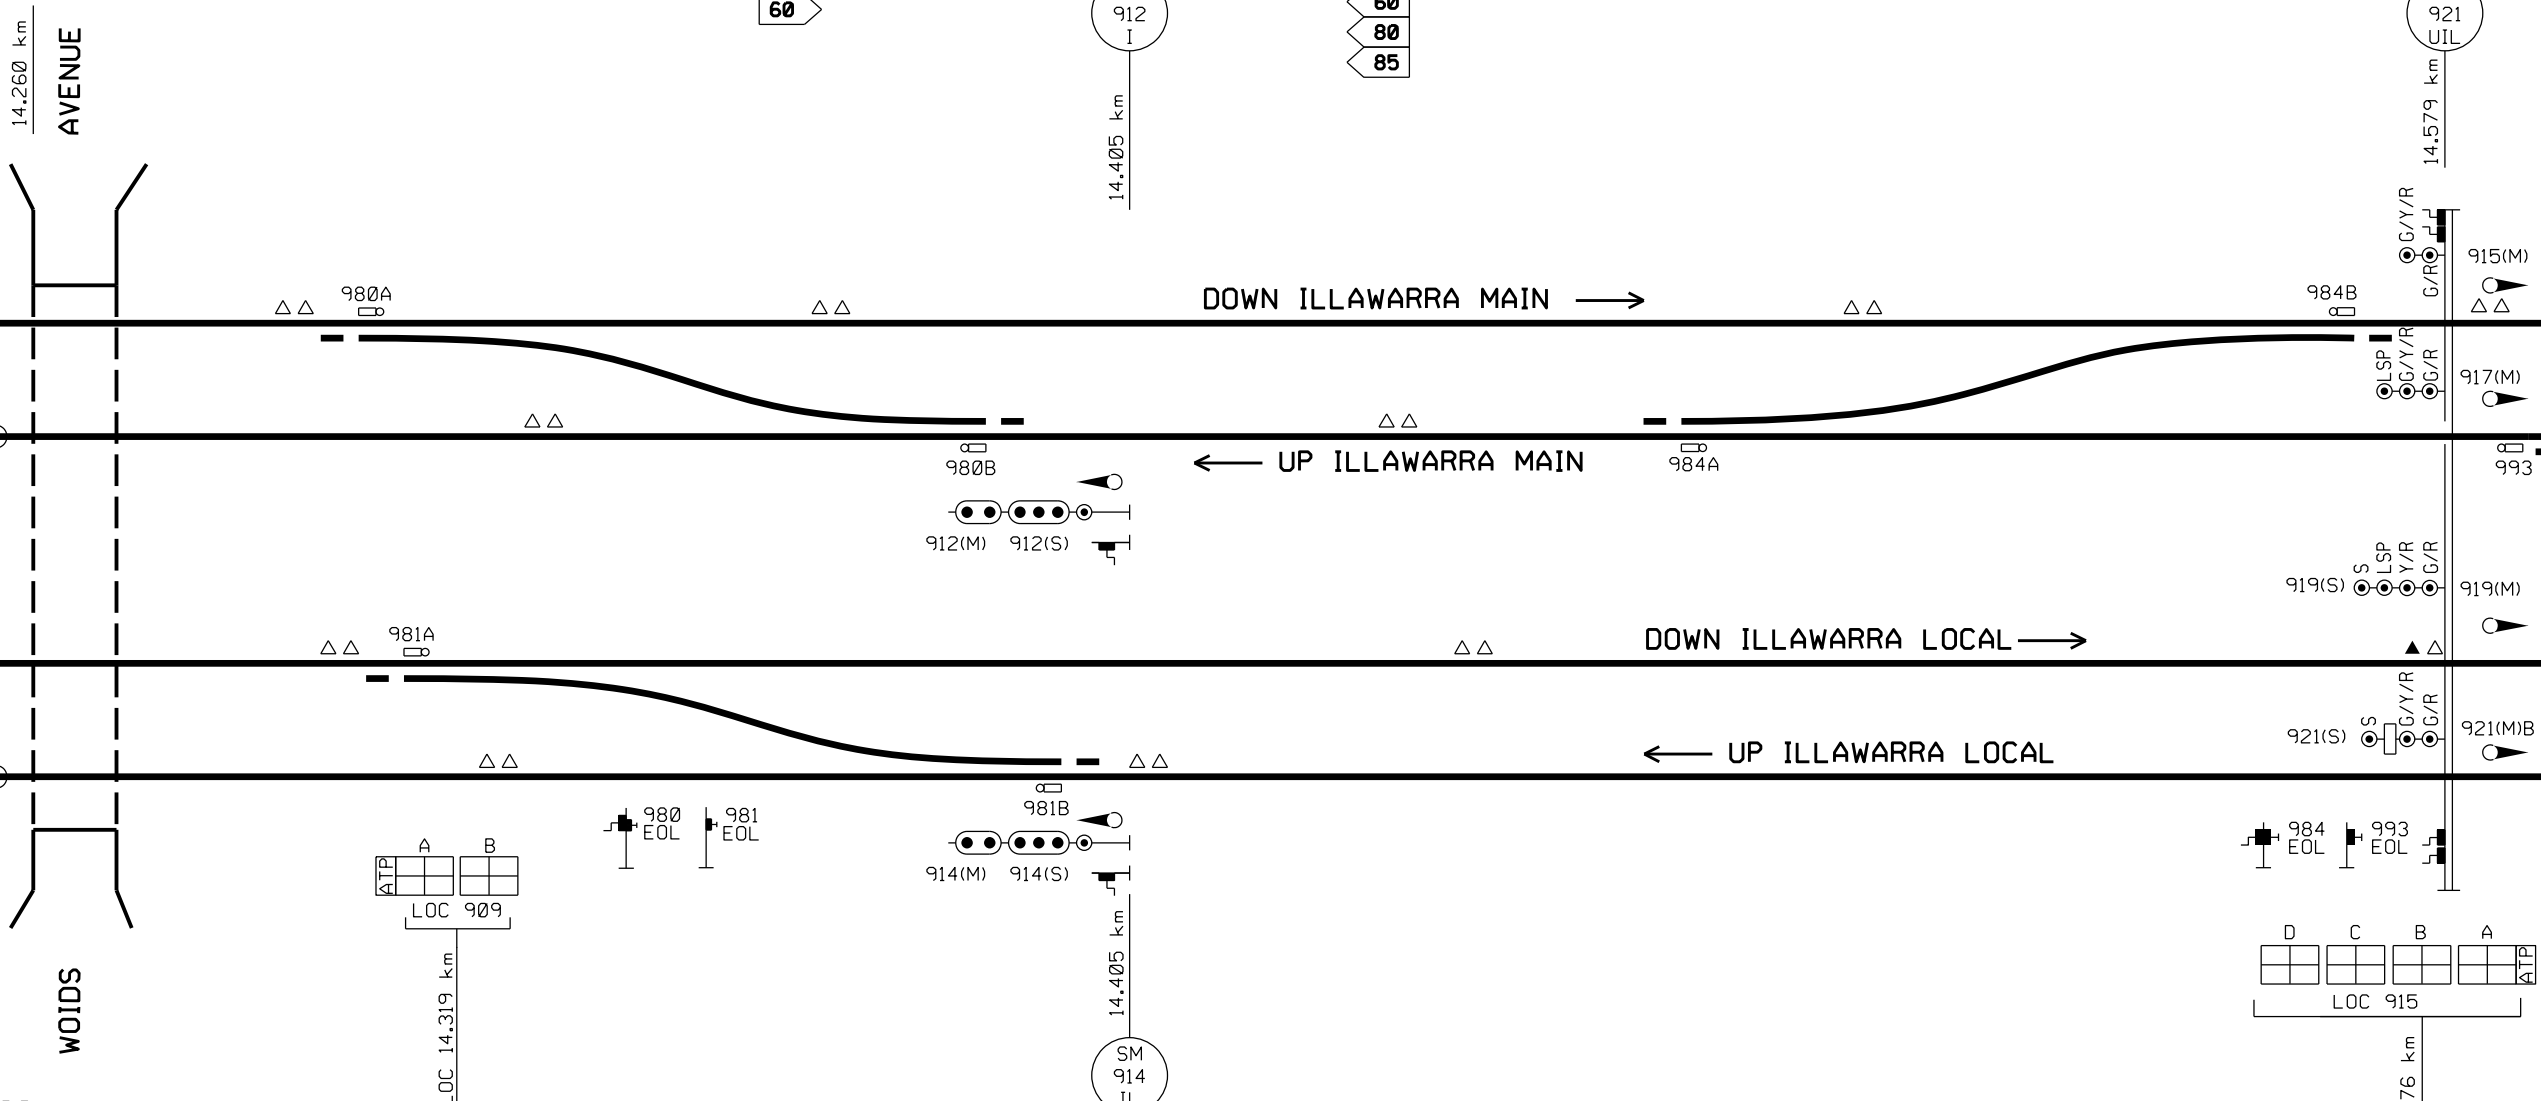 14.260 km
AVENUE
60
912
I
14.405 km
60
80
85
921
UIL
14.579 km
G/Y/R
G/R
915(M)
980A
DOWN ILLAWARRA MAIN
984B
LSP
G/Y/R
G/R
917(M)
980B
UP ILLAWARRA MAIN
984A
993
912(M) 912(S)
S
LSP
Y/R
G/R
919(S)
919(M)
981A
DOWN ILLAWARRA LOCAL
S
G/Y/R
G/R
921(S)
921(M)B
UP ILLAWARRA LOCAL
981B
980
EOL
981
EOL
984
EOL
993
EOL
ATP
A B
LOC 909
914(M) 914(S)
14.405 km
D C B A
ATP
LOC 915
WOIDS
LOC 14.319 km
SM
914
76 km